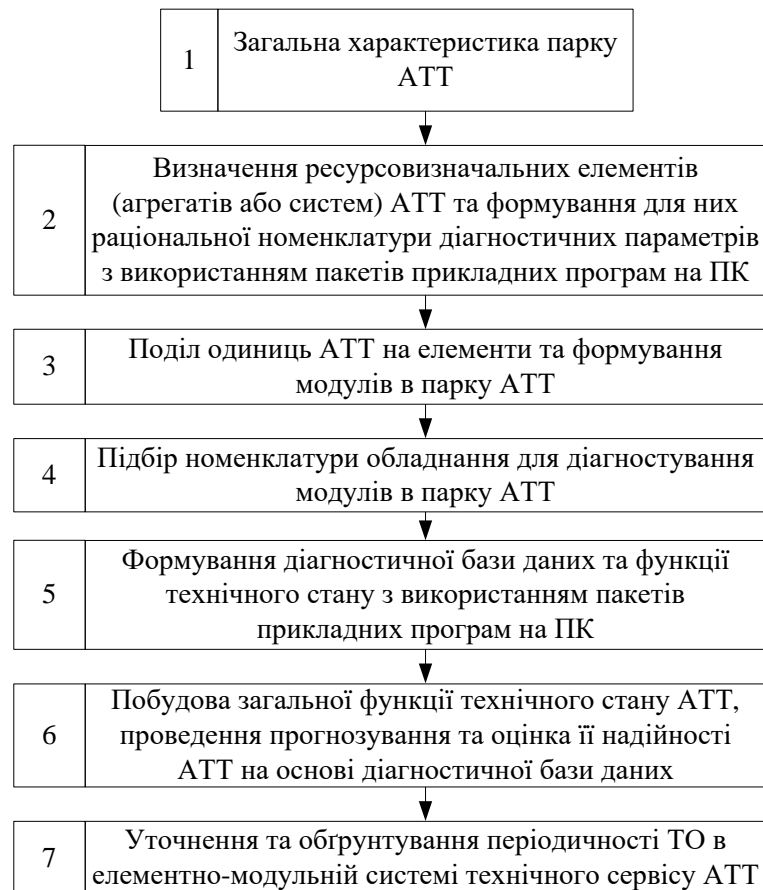 1
Загальна характеристика парку
АТТ
2
Визначення ресурсовизначальних елементів
(агрегатів або систем) АТТ та формування для них
раціональної номенклатури діагностичних параметрів
з використанням пакетів прикладних програм на ПК
3
Поділ одиниць АТТ на елементи та формування
модулів в парку АТТ
4
Підбір номенклатури обладнання для діагностування
модулів в парку АТТ
5
Формування діагностичної бази даних та функції
технічного стану з використанням пакетів
прикладних програм на ПК
6
Побудова загальної функції технічного стану АТТ,
проведення прогнозування та оцінка її надійності
АТТ на основі діагностичної бази даних
7
Уточнення та обґрунтування періодичності ТО в
елементно-модульній системі технічного сервісу АТТ